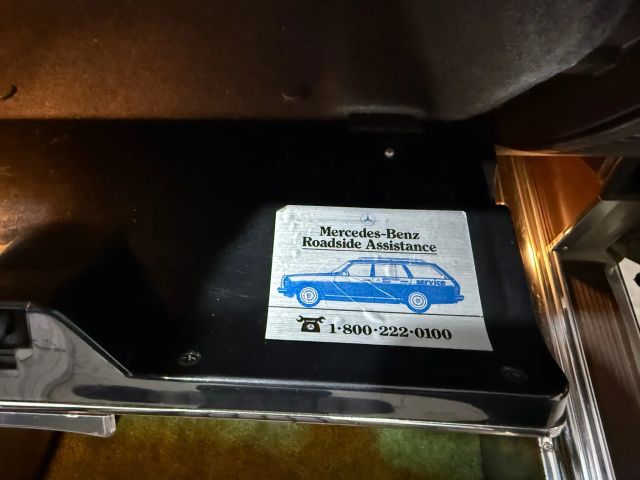 Mercedes-Benz
Roadside Assistance
service
1·800·222·0100